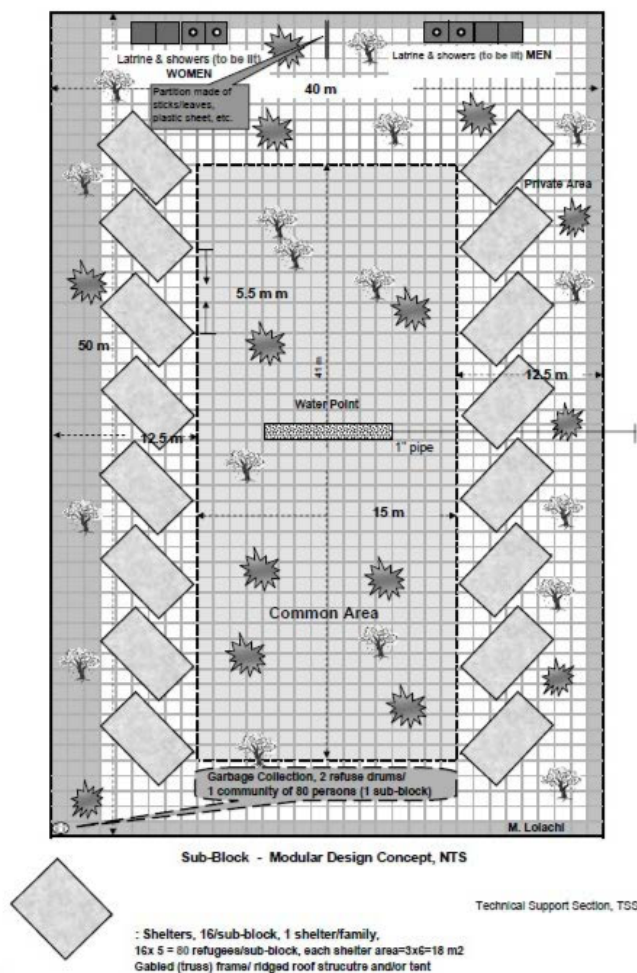 Latrine & showers (to be lit)
WOMEN
Latrine & showers (to be lit) MEN
Partition made of
sticks/leaves,
plastic sheet, etc.
40 m
Private Area
5.5 m m
50 m
41 m
12.5 m
Water Point
12.5 m
1" pipe
15 m
Common Area
Garbage Collection, 2 refuse drums/
1 community of 80 persons (1 sub-block)
M. Lolachi
Sub-Block - Modular Design Concept, NTS
Technical Support Section, TSS
: Shelters, 16/sub-block, 1 shelter/family,
16x 5 = 80 refugees/sub-block, each shelter area=3x6=18 m2
Gabled (truss) frame/ ridged roof strucutre and/or tent